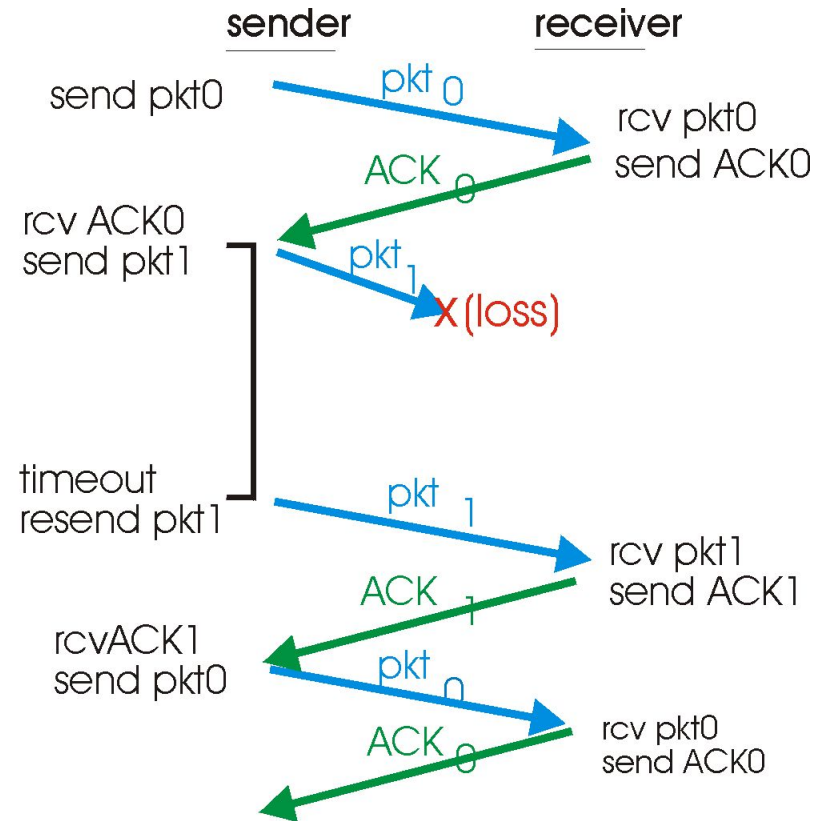 sender receiver
send pkt0
pkt 0
rcv pkt0
send ACK0
ACK 0
rcv ACK0
send pkt1
pkt 1
X (loss)
timeout
resend pkt1
pkt 1
rcv pkt1
send ACK1
ACK 1
rcvACK1
send pkt0
pkt 0
rcv pkt0
send ACK0
ACK 0